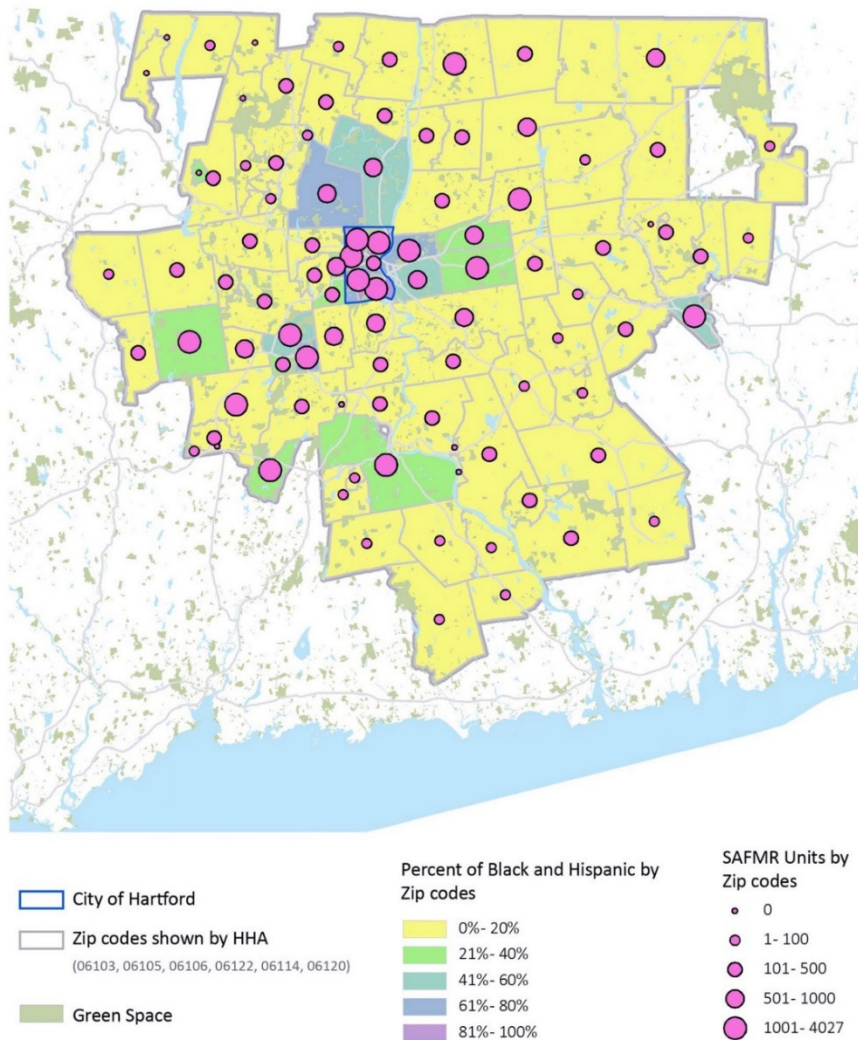 City of Hartford
Zip codes shown by HHA
(06103, 06105, 06106, 06122, 06114, 06120)
Green Space
Percent of Black and Hispanic by
Zip codes
0%- 20%
21%- 40%
41%- 60%
61%- 80%
81%- 100%
SAFMR Units by
Zip codes
0
1- 100
101- 500
501- 1000
1001- 4027